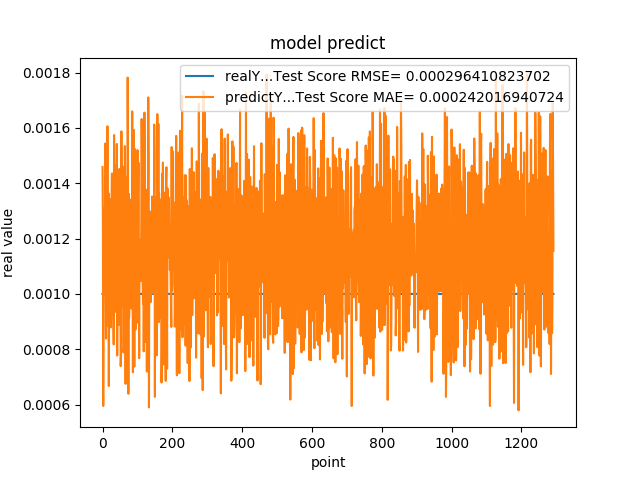 model predict
realY...Test Score RMSE= 0.000296410823702
predictY...Test Score MAE= 0.000242016940724
0.0018
0.0016
0.0014
0.0012
0.0010
0.0008
0.0006
real value
0 200 400 600 800 1000 1200
point